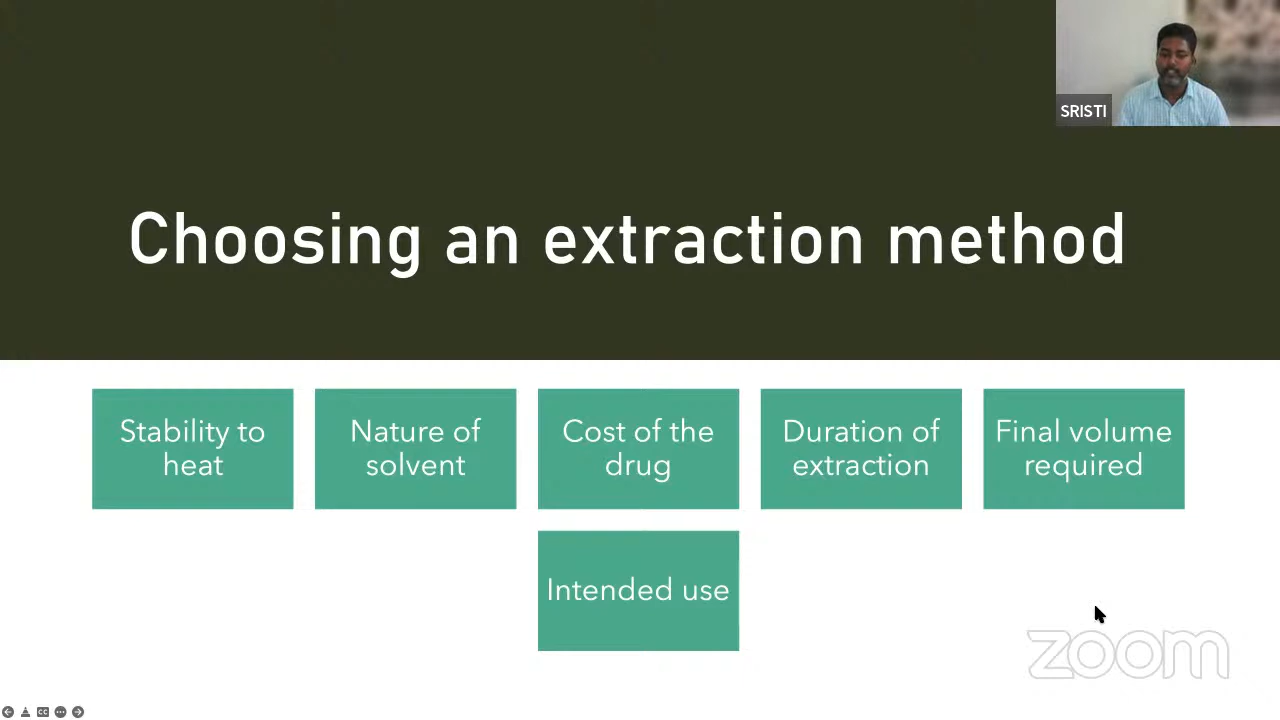 SRISTI
Choosing an extraction method
Stability to
heat
Nature of
solvent
Cost of the
drug
Duration of
extraction
Final volume
required
Intended use
zoom
CC